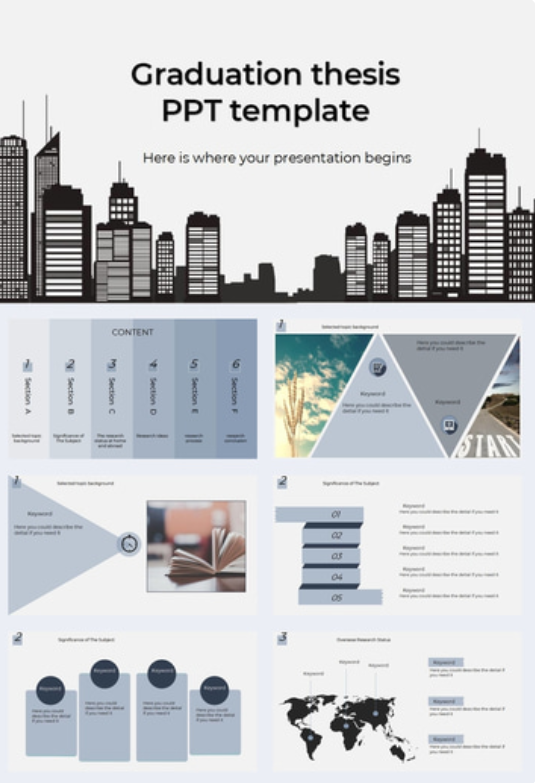 Graduation thesis
PPT template
Here is where your presentation begins
CONTENT
1
2
3
4
5
6
Section A
Section B
Section C
Section D
Section E
Section F
Selected topic
background
Significance of
The Subject
The research
status at home
and abroad
Research ideas
research
process
research
conclusion
1
Selected topic background
Here you could describe the
detail if you need it
Keyword
Here you could describe the
detail if you need it
Keyword
START
1
Selected topic background
Keyword
Here you could describe the
detail if you need it
2
Significance of The Subject
01
02
03
04
05
Keyword
Here you could describe the detail if you need it
Keyword
Here you could describe the detail if you need it
Keyword
Here you could describe the detail if you need it
Keyword
Here you could describe the detail if you need it
Keyword
Here you could describe the detail if you need it
2
Significance of The Subject
Keyword
Here you could
describe the detail
if you need it
Keyword
Here you could
describe the detail
if you need it
Keyword
Here you could
describe the detail
if you need it
Keyword
Here you could
describe the detail
if you need it
3
Overseas Research Status
Keyword
Keyword
Keyword
Keyword
Here you could describe the detail if
you need it
Keyword
Here you could describe the detail if
you need it
Keyword
Here you could describe the detail if
you need it